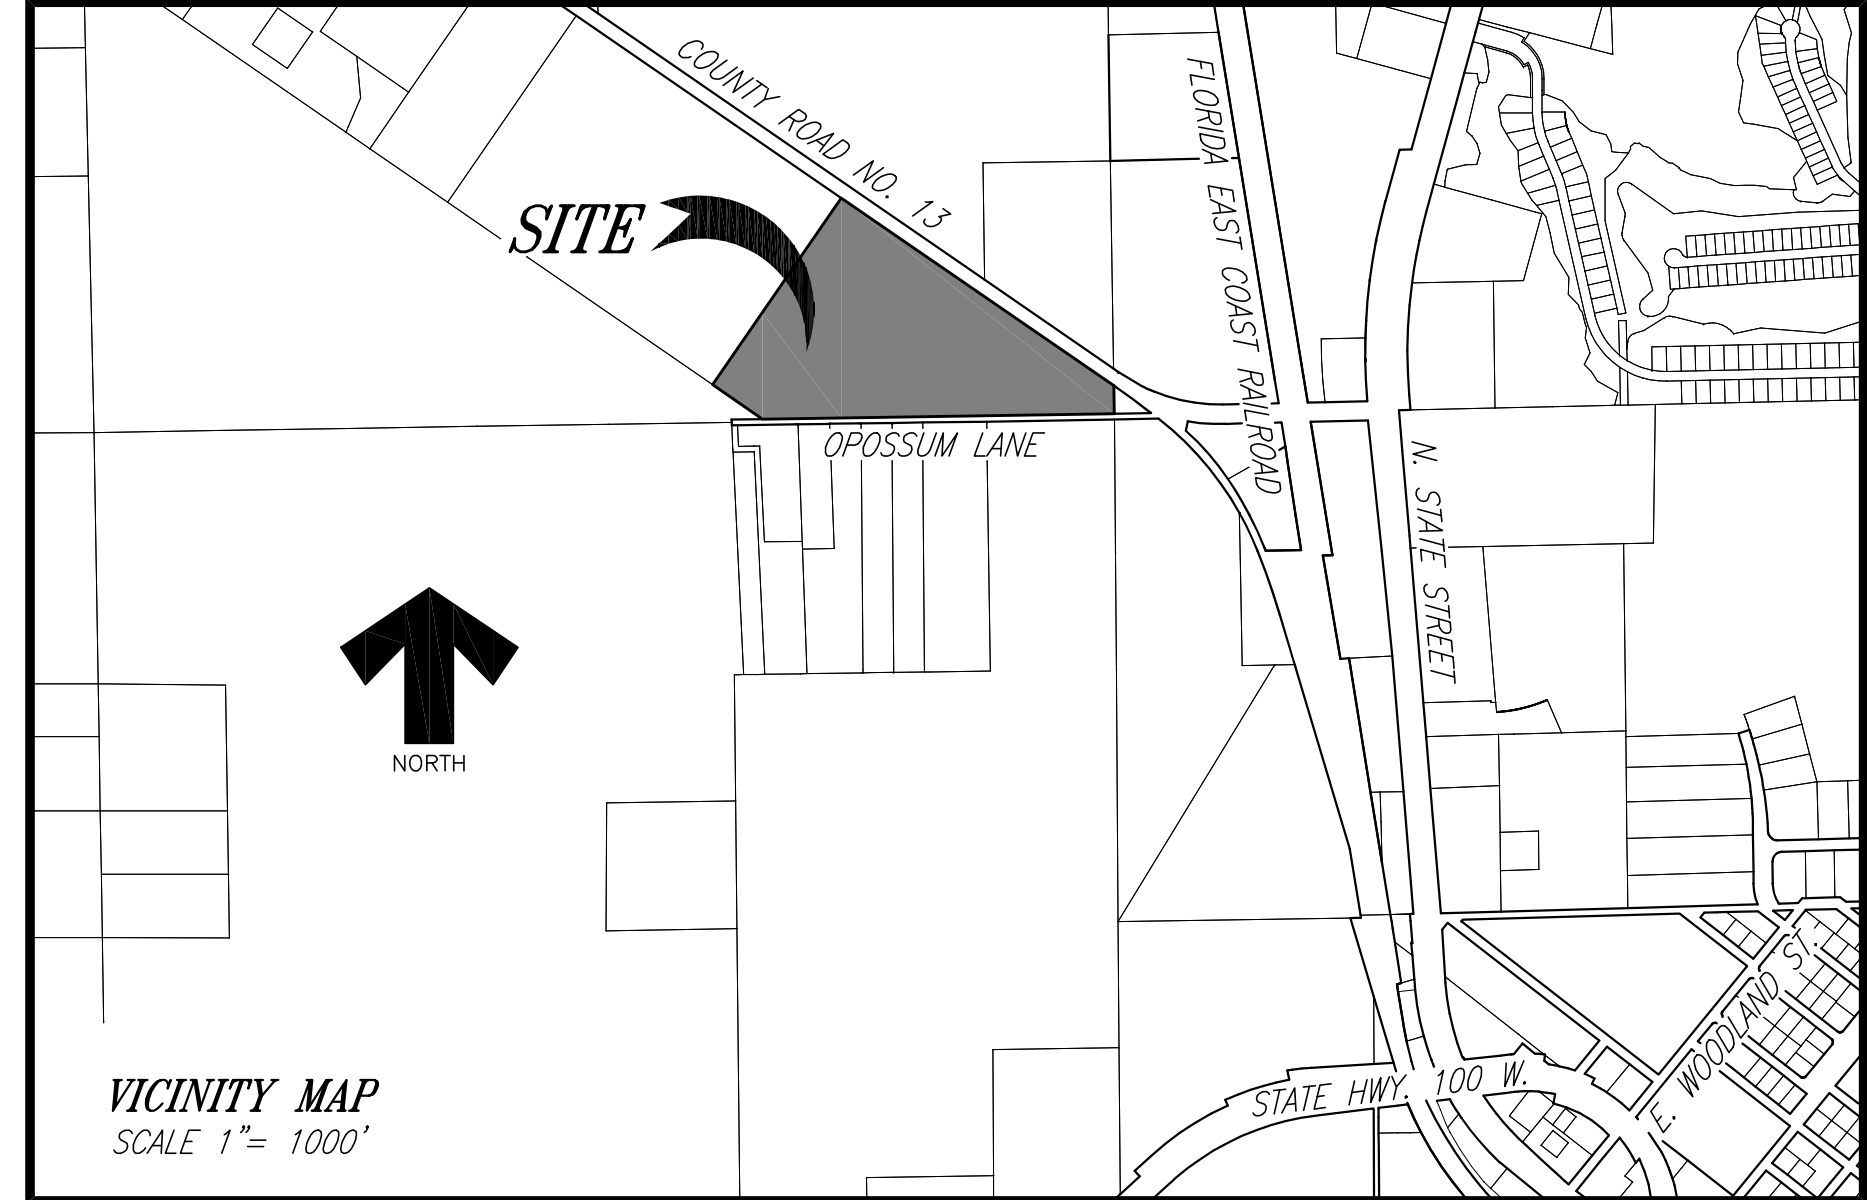 COUNTY ROAD NO. 13
FLORIDA EAST COAST RAILROAD
SITE
OPOSSUM LANE
N. STATE STREET
NORTH
E. WOODLAND ST.
STATE HWY. 100 W.
VICINITY MAP
SCALE 1"= 1000'